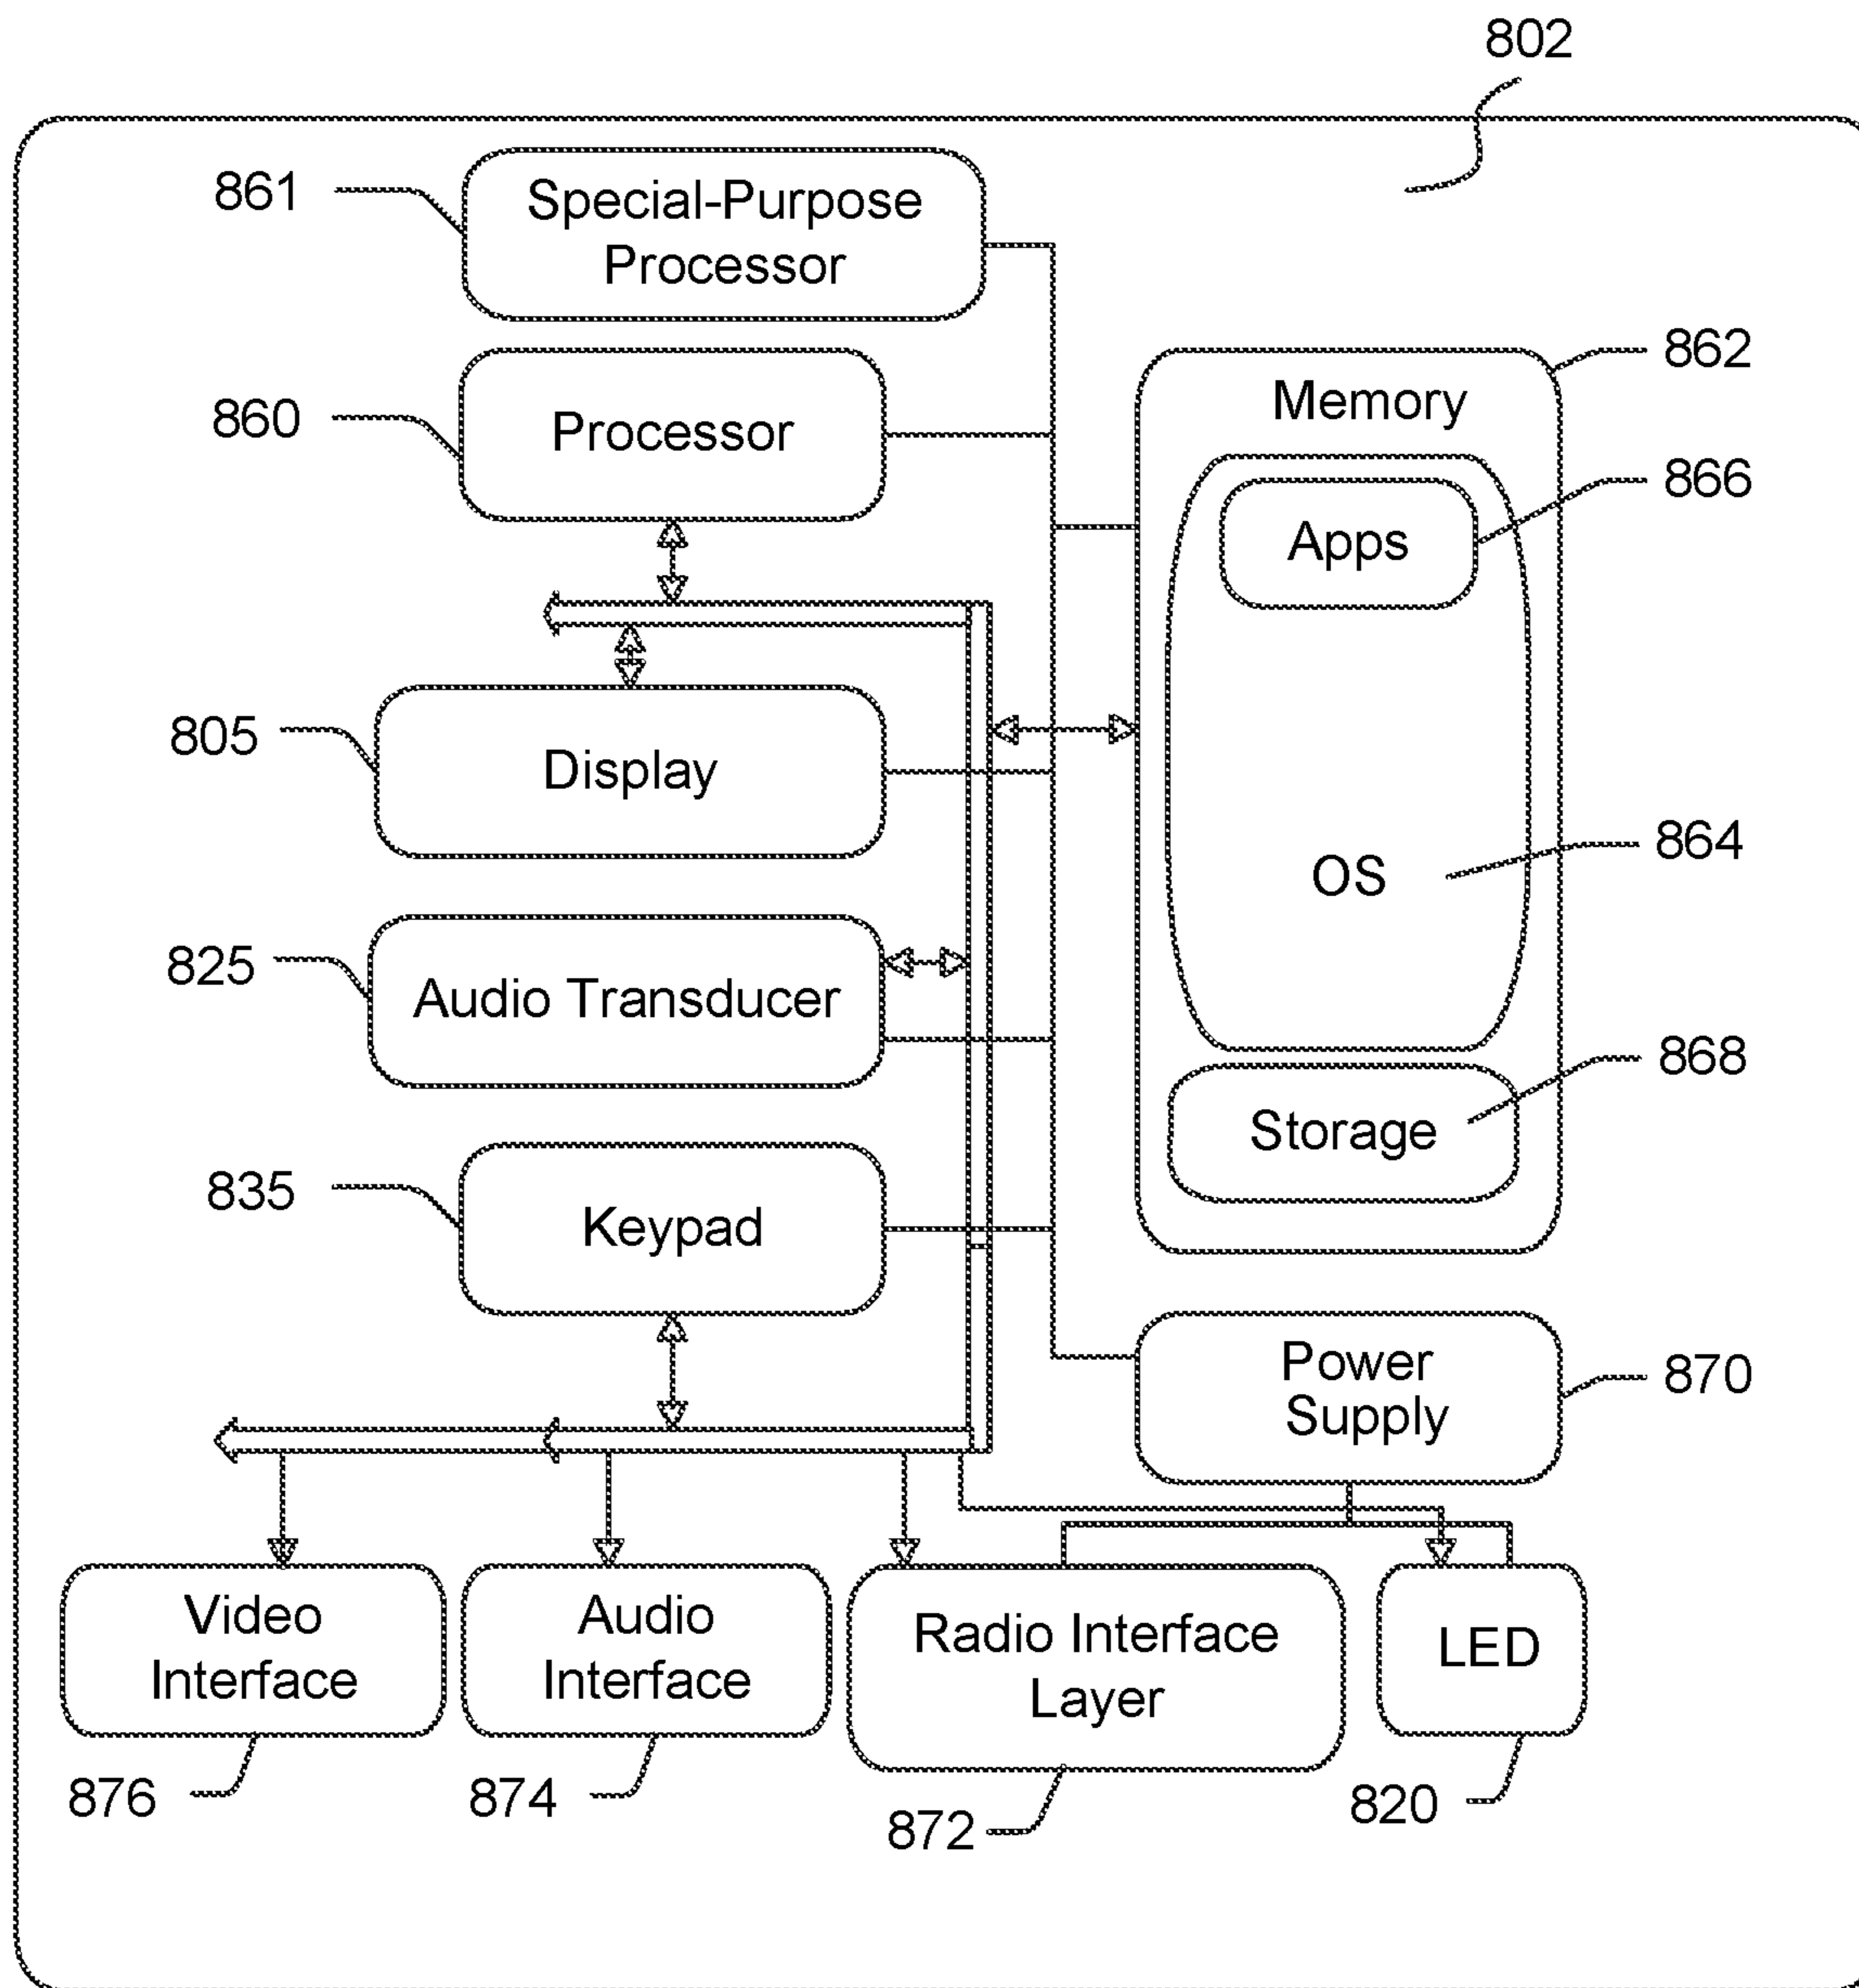 802
861
Special-Purpose
Processor
862
Memory
860
Processor
866
Apps
805
Display
864
OS
825
Audio Transducer
868
Storage
835
Keypad
Power
Supply
870
Video
Interface
Audio
Interface
Radio Interface
Layer
LED
876
874
872
820